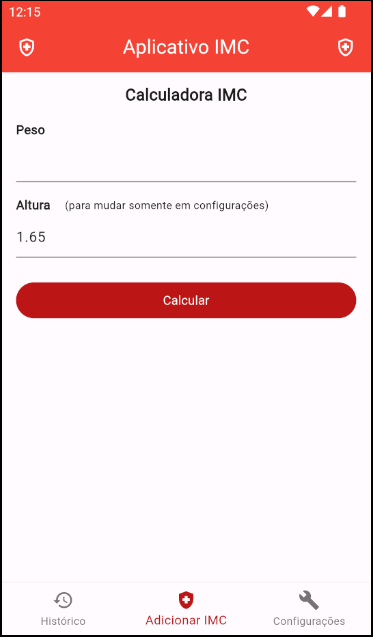 12:15
Aplicativo IMC
Calculadora IMC
Peso
Altura (para mudar somente em configurações)
1.65
Calcular
Histórico Adicionar IMC Configurações